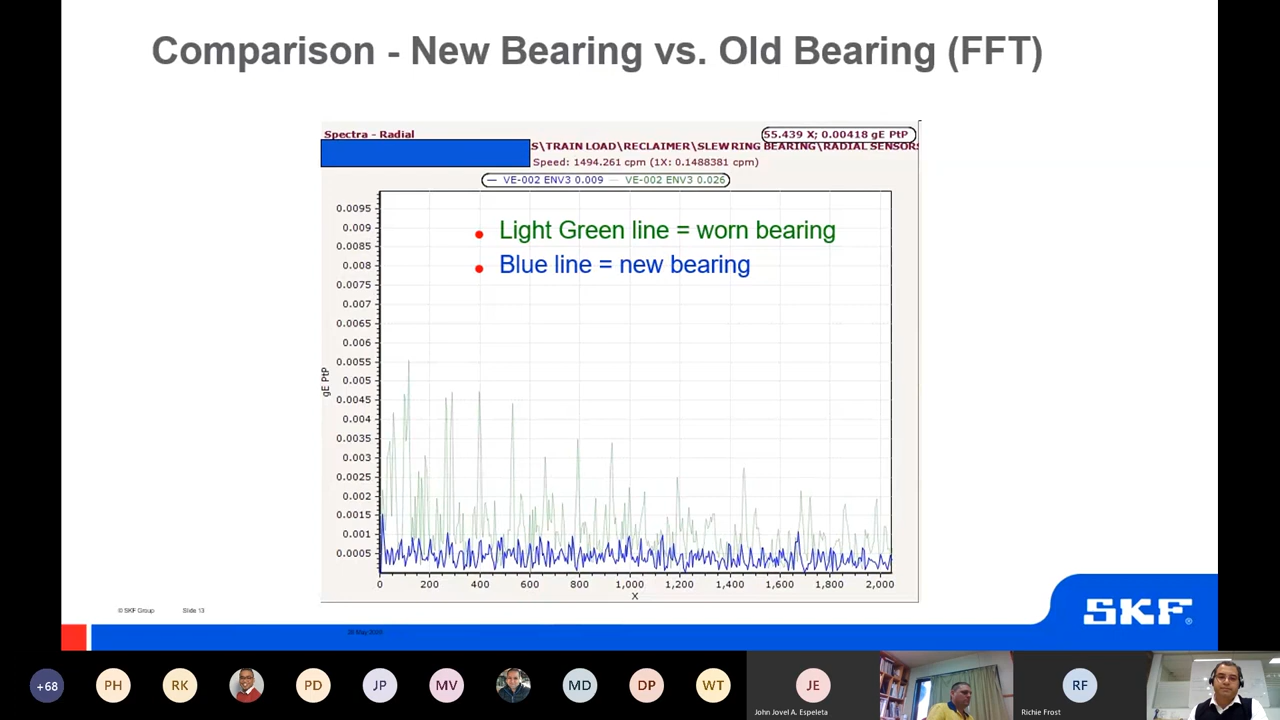 Comparison - New Bearing vs. Old Bearing (FFT)
Spectra - Radial
55.439 X; 0.00418 gE PtP
S\TRAIN LOAD\RECLAIMER\SLEW RING BEARING\RADIAL SENSORS
Speed: 1494.261 cpm (1X: 0.1488381 cpm)
VE-002 ENV3 0.009
VE-002 ENV3 0.026
• Light Green line = worn bearing
• Blue line = new bearing
0.0095
0.009
0.0085
0.008
0.0075
0.007
0.0065
0.006
0.0055
0.005
0.0045
0.004
0.0035
0.003
0.0025
0.002
0.0015
0.001
0.0005
gE PtP
0 200 400 600 800 1,000 1,200 1,400 1,600 1,800 2,000
X
© SKF Group Slide 13
SKF®
+68 PH RK PD JP MV MD DP WT JE RF
John Jovel A. Espeleta
Richie Frost